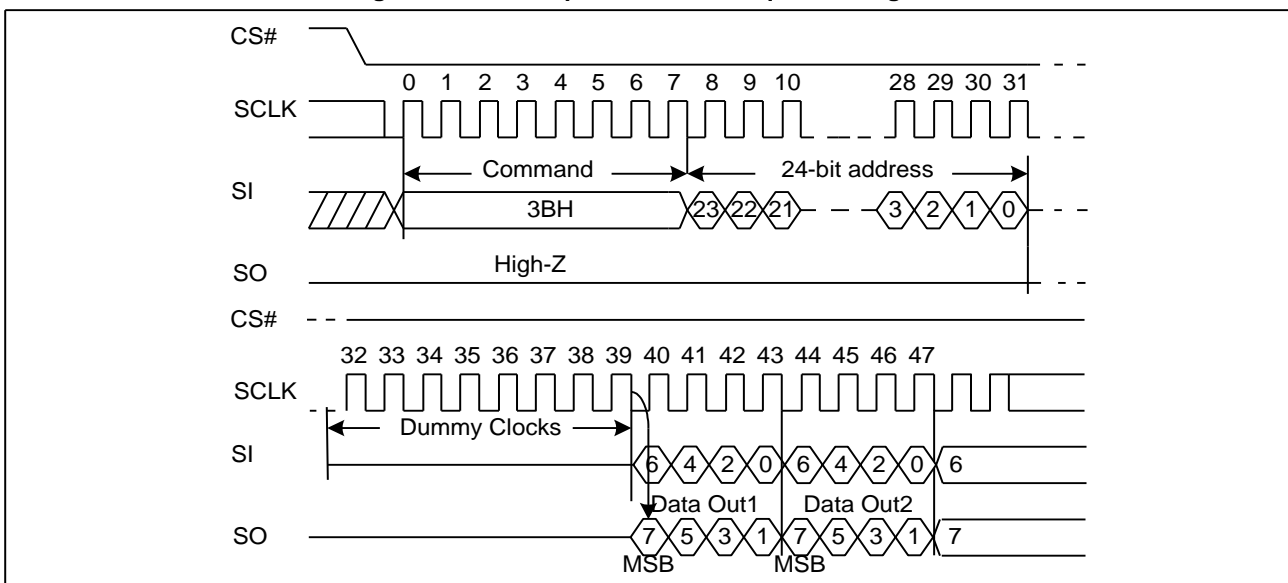 CS#
0 1 2 3 4 5 6 7 8 9 10 28 29 30 31
SCLK
Command 24-bit address
SI
3BH 23 22 21 3 2 1 0
High-Z
SO
CS#
32 33 34 35 36 37 38 39 40 41 42 43 44 45 46 47
SCLK
Dummy Clocks
SI
6 4 2 0 6 4 2 0 6
Data Out1 Data Out2
SO
7 5 3 1 7 5 3 1 7
MSB MSB